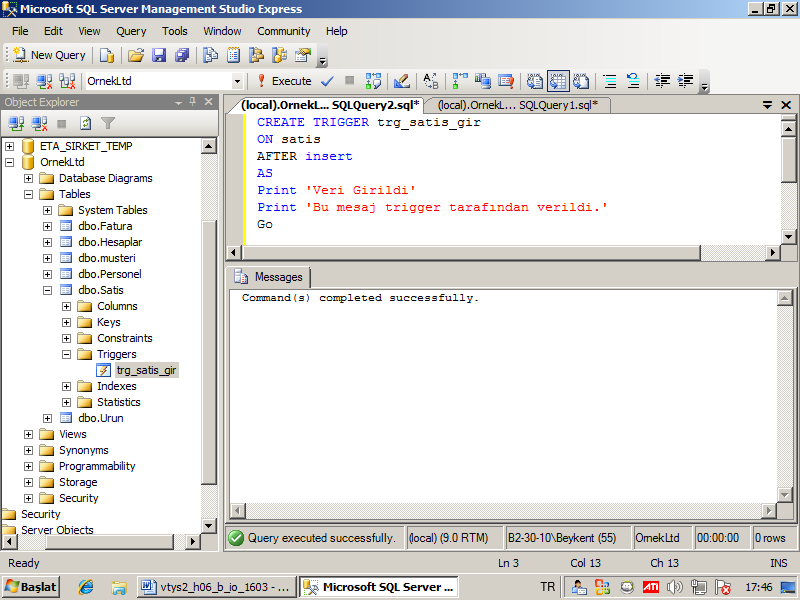 Microsoft SQL Server Management Studio Express
File Edit View Query Tools Window Community Help
New Query
OrnekLtd Execute
Object Explorer
(local).OrnekL... SQLQuery2.sql* (local).OrnekL... SQLQuery1.sql*
ETA_SIRKET_TEMP
OrnekLtd
Database Diagrams
Tables
System Tables
dbo.Fatura
dbo.Hesaplar
dbo.musteri
dbo.Personel
dbo.Satis
Columns
Keys
Constraints
Triggers
trg_satis_gir
Indexes
Statistics
dbo.Urun
Views
Synonyms
Programmability
Storage
Security
Security
Server Objects
CREATE TRIGGER trg_satis_gir
ON satis
AFTER insert
AS
Print 'Veri Girildi'
Print 'Bu mesaj trigger tarafından verildi.'
Go
Messages
Command(s) completed successfully.
Query executed successfully. (local) (9.0 RTM) B2-30-10\Beykent (55) OrnekLtd 00:00:00 0 rows
Ready Ln 3 Col 13 Ch 13 INS
Başlat vtys2_h06_b_io_1603 - ... Microsoft SQL Server ... TR ATI 17:46